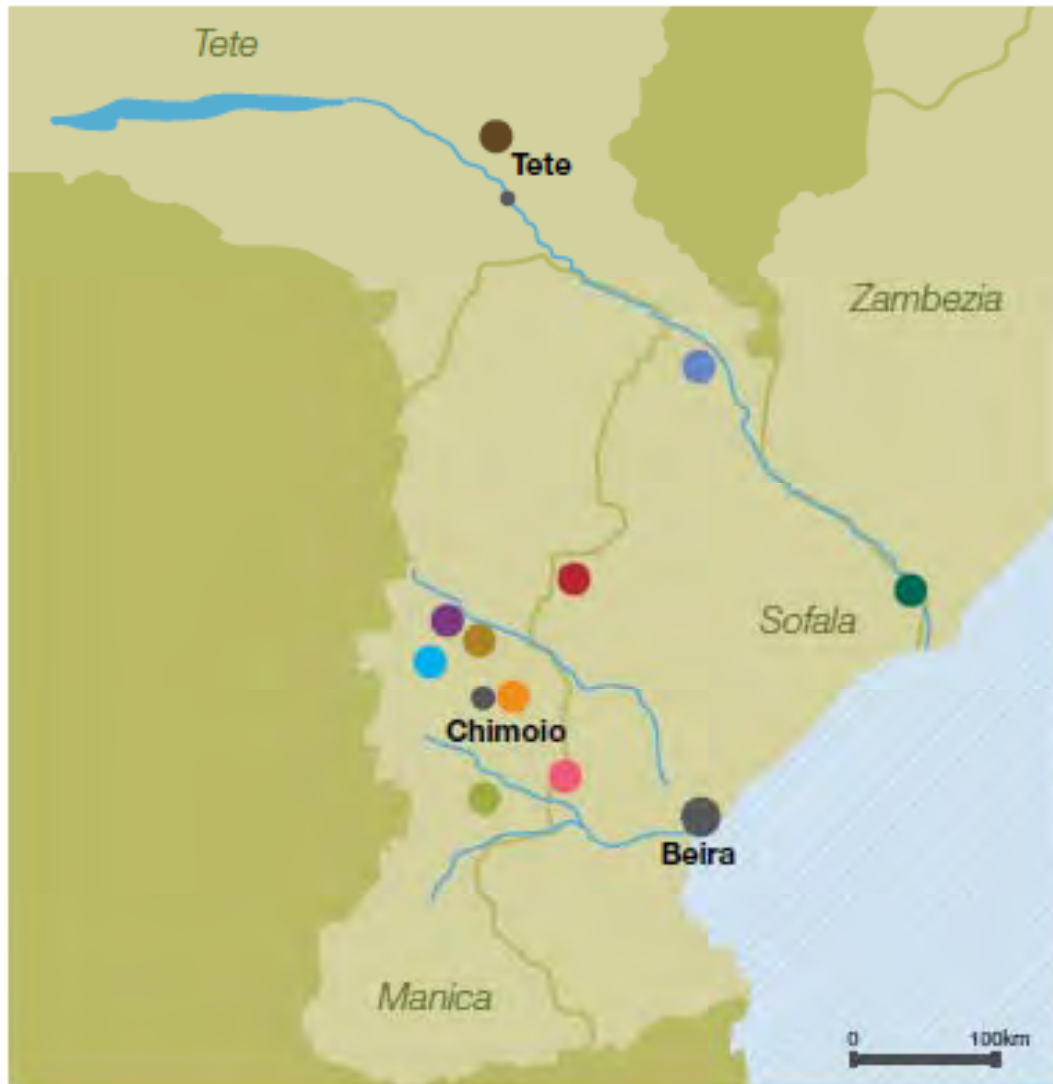 Tete
Tete
Zambezia
Sofala
Chimoio
Beira
Manica
0 100km